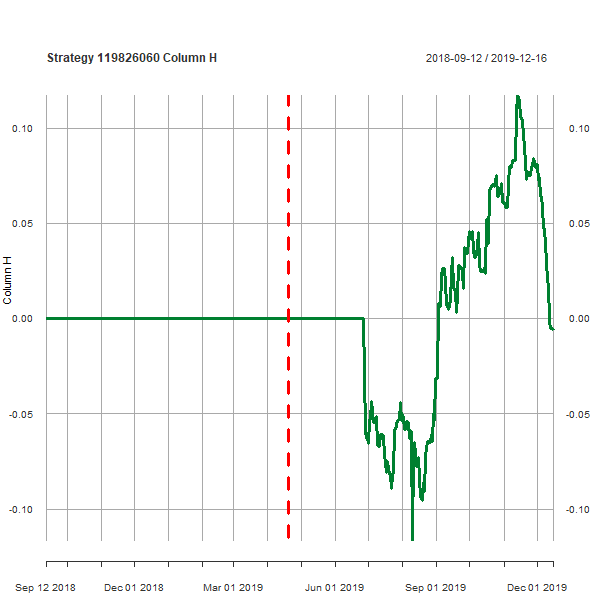 Strategy 119826060 Column H 2018-09-12 / 2019-12-16
0.10 0.10
0.05 0.05
Column H
0.00 0.00
-0.05 -0.05
-0.10 -0.10
Sep 12 2018 Dec 01 2018 Mar 01 2019 Jun 01 2019 Sep 01 2019 Dec 01 2019